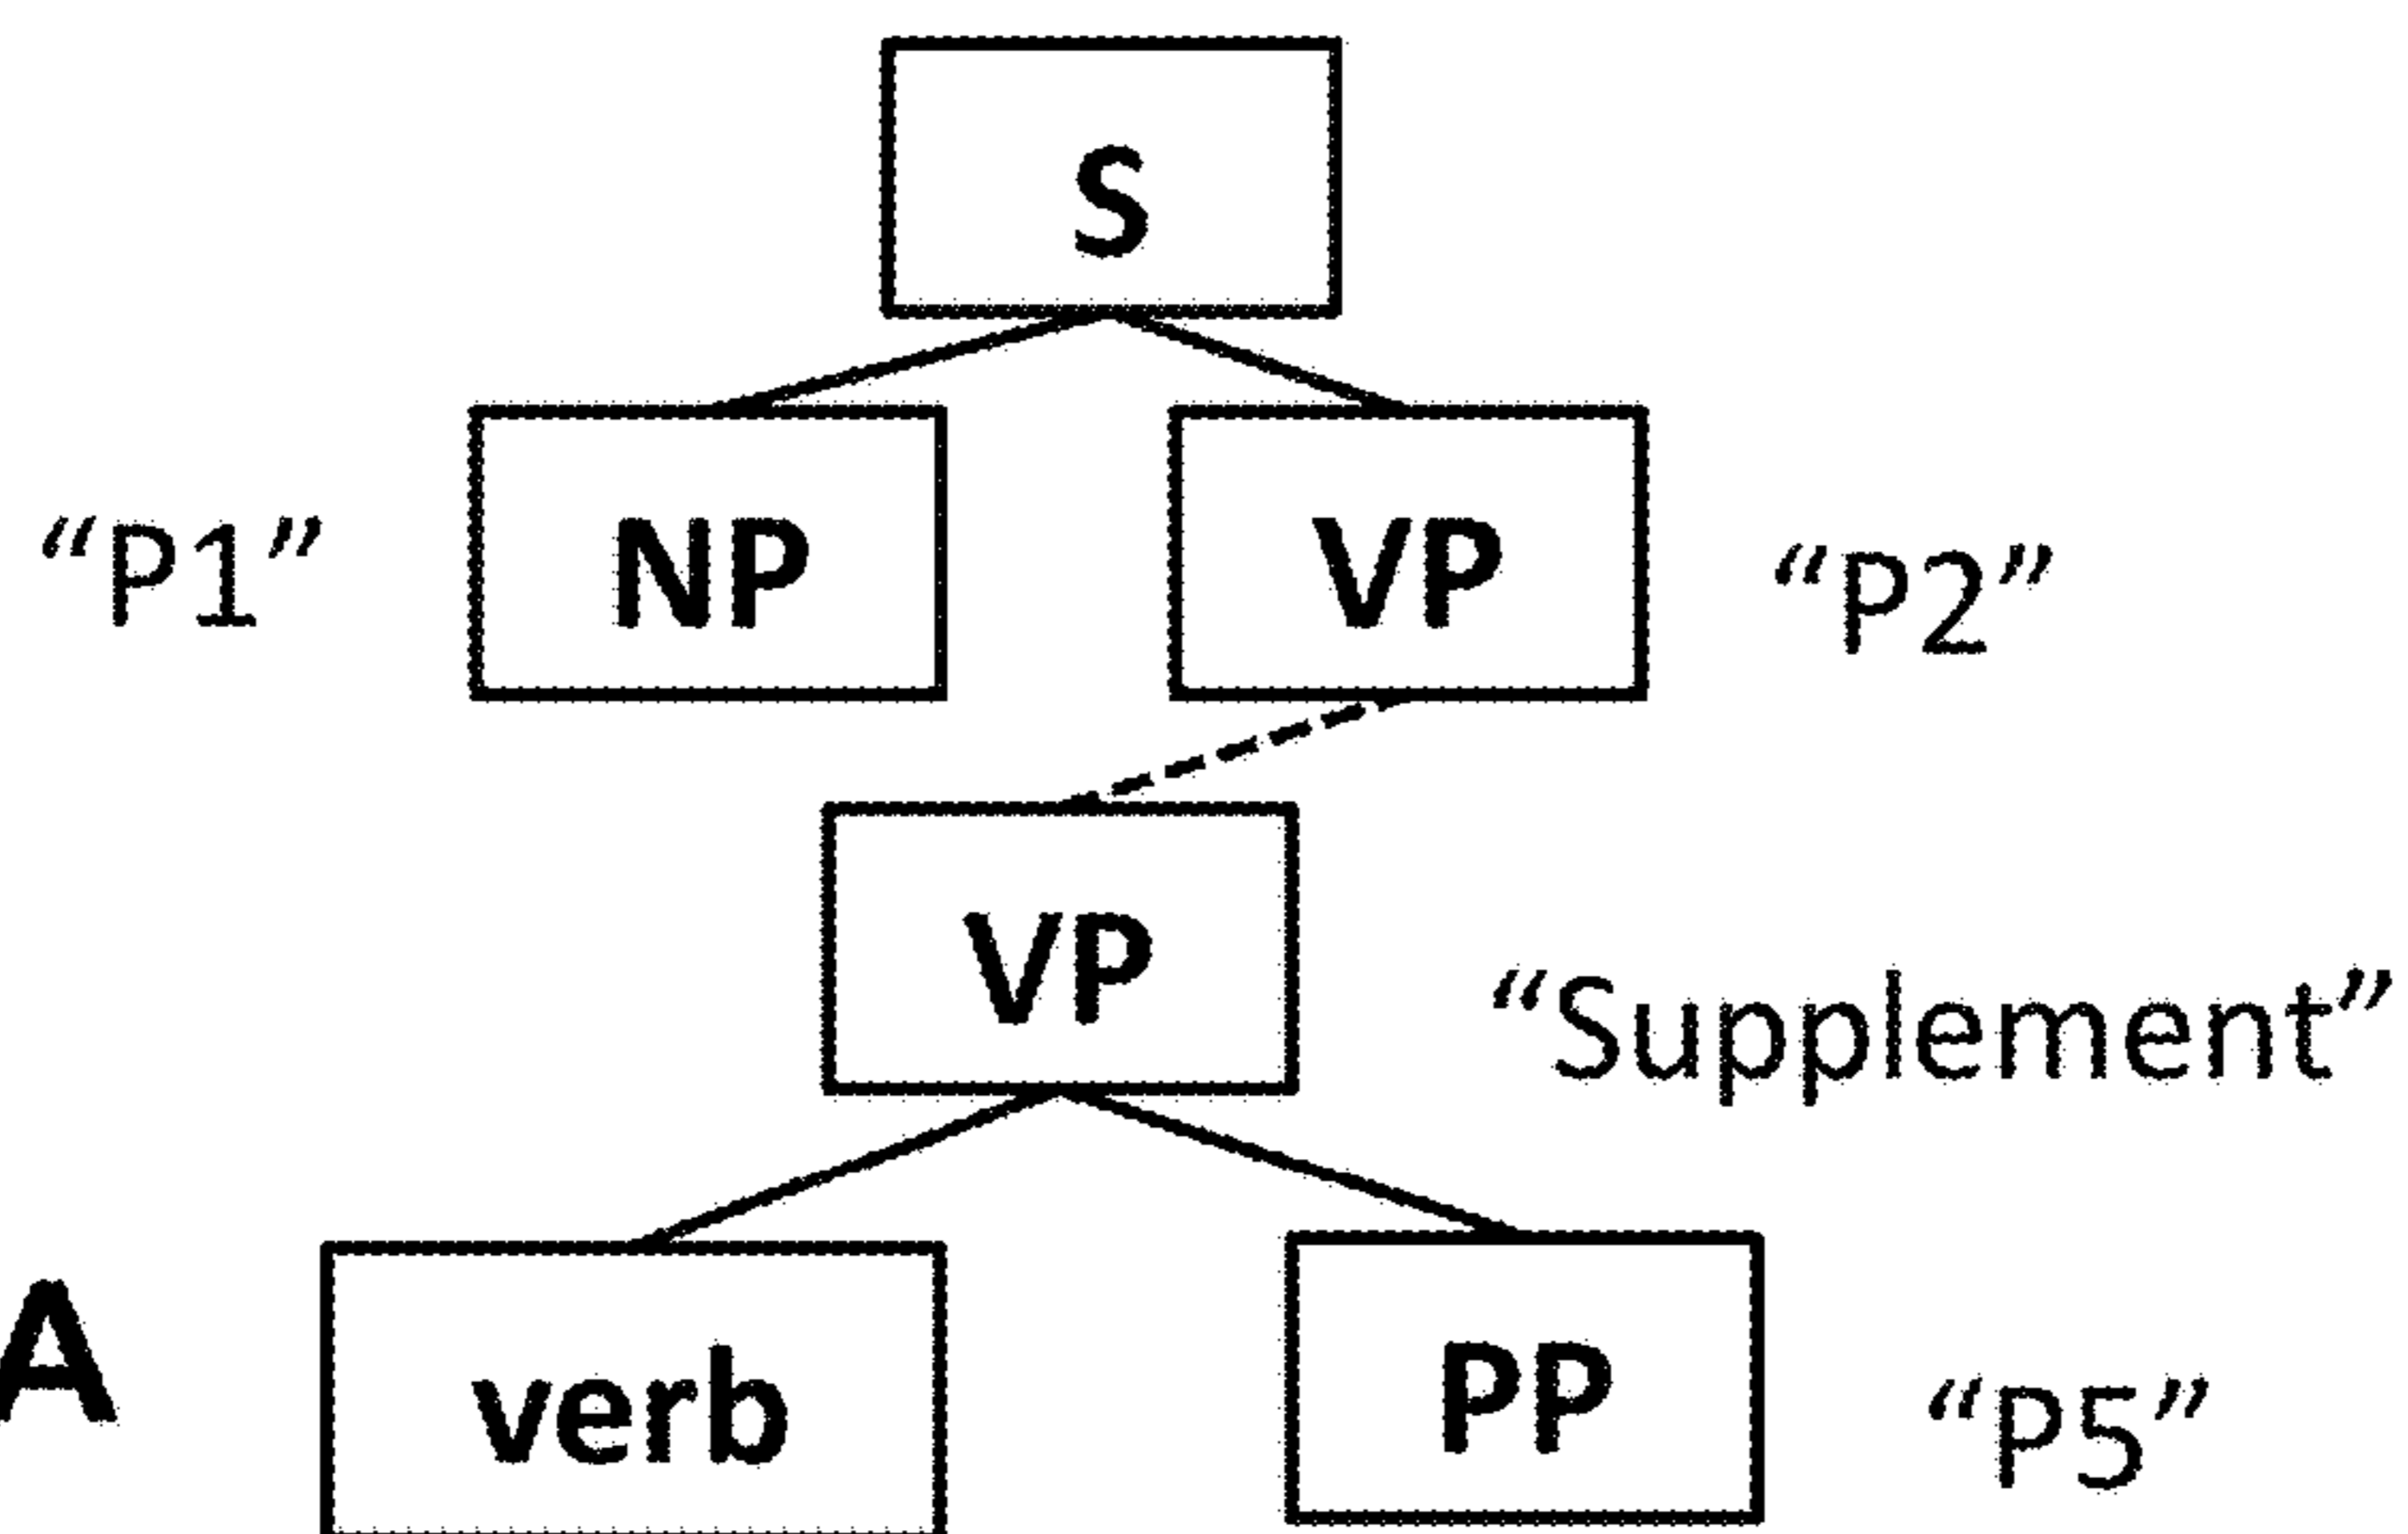 S
“P1” NP VP “P2”
VP “Supplement”
A verb PP “P5”